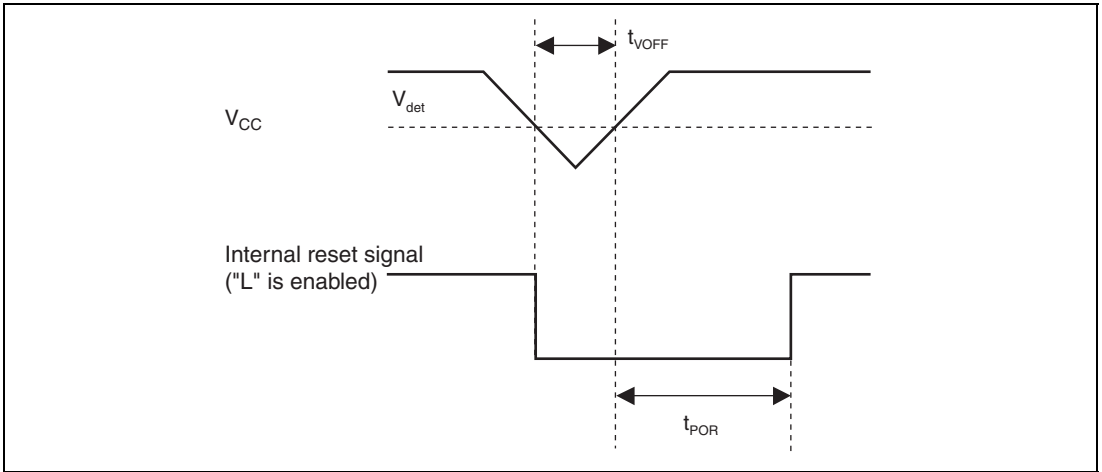 tVOFF
Vdet
VCC
Internal reset signal
("L" is enabled)
tPOR